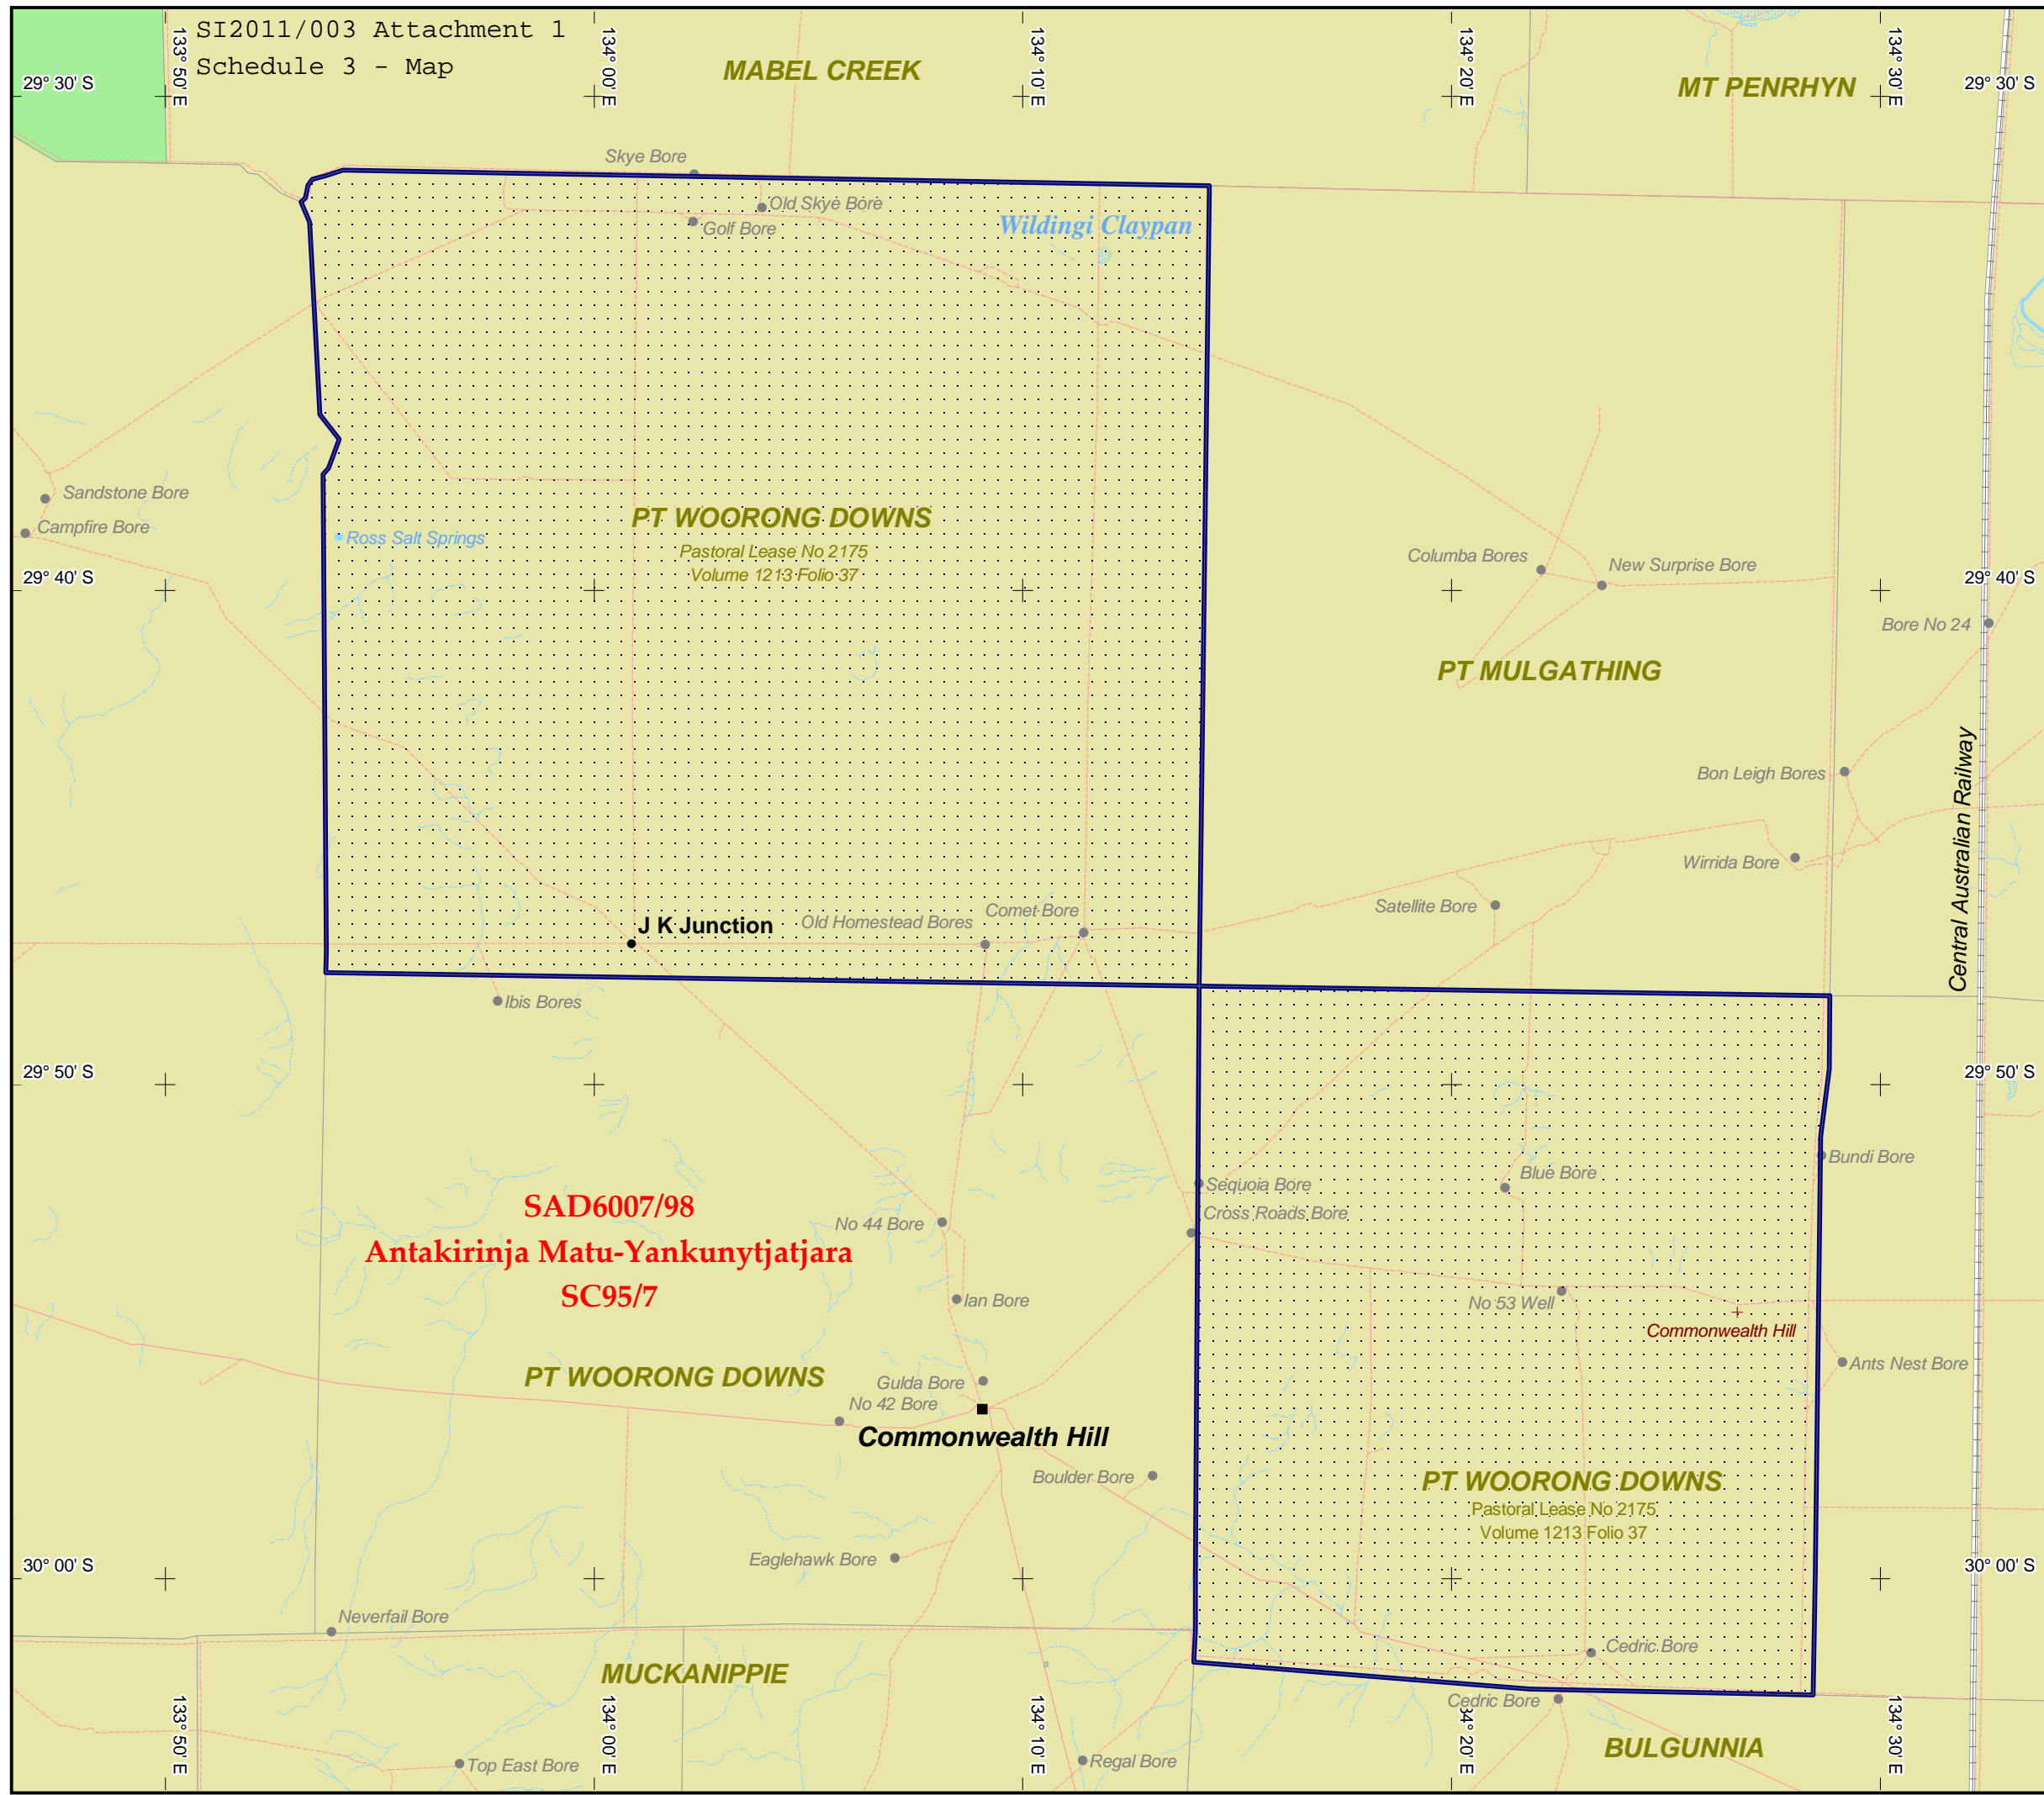 SI2011/003 Attachment 1
Schedule 3 - Map
133° 50' E
134° 00' E
134° 10' E
134° 20' E
134° 30' E
29° 30' S
29° 30' S
MABEL CREEK
MT PENRHYN
Skye Bore
Old Skye Bore
Golf Bore
Wildingi Claypan
Sandstone Bore
Campfire Bore
Ross Salt Springs
PT WOORONG DOWNS
Pastoral Lease No 2175
Volume 1213 Folio 37
Columba Bores
New Surprise Bore
29° 40' S
29° 40' S
Bore No 24
PT MULGATHING
Central Australian Railway
Bon Leigh Bores
Wirrida Bore
Satellite Bore
J K Junction
Old Homestead Bores
Comet Bore
Ibis Bores
29° 50' S
29° 50' S
Bundi Bore
Blue Bore
Sequoia Bore
Cross Roads Bore
SAD6007/98
Antakirinja Matu-Yankunytjatjara
SC95/7
No 44 Bore
Ian Bore
No 53 Well
Commonwealth Hill
Ants Nest Bore
PT WOORONG DOWNS
Gulda Bore
No 42 Bore
Commonwealth Hill
Boulder Bore
PT WOORONG DOWNS
Pastoral Lease No 2175
Volume 1213 Folio 37
Eaglehawk Bore
30° 00' S
30° 00' S
Neverfail Bore
Cedric Bore
MUCKANIPPIE
Cedric Bore
BULGUNNIA
Top East Bore
Regal Bore
133° 50' E
134° 00' E
134° 10' E
134° 20' E
134° 30' E